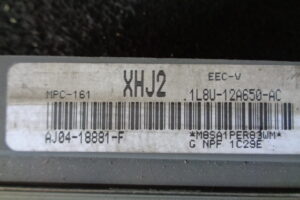 XHJ2
EEC-V
MPC-161
1L8U-12A650-AC
AJ04-18881-F
*M8SA1PER83WM*
G NPF 1C29E